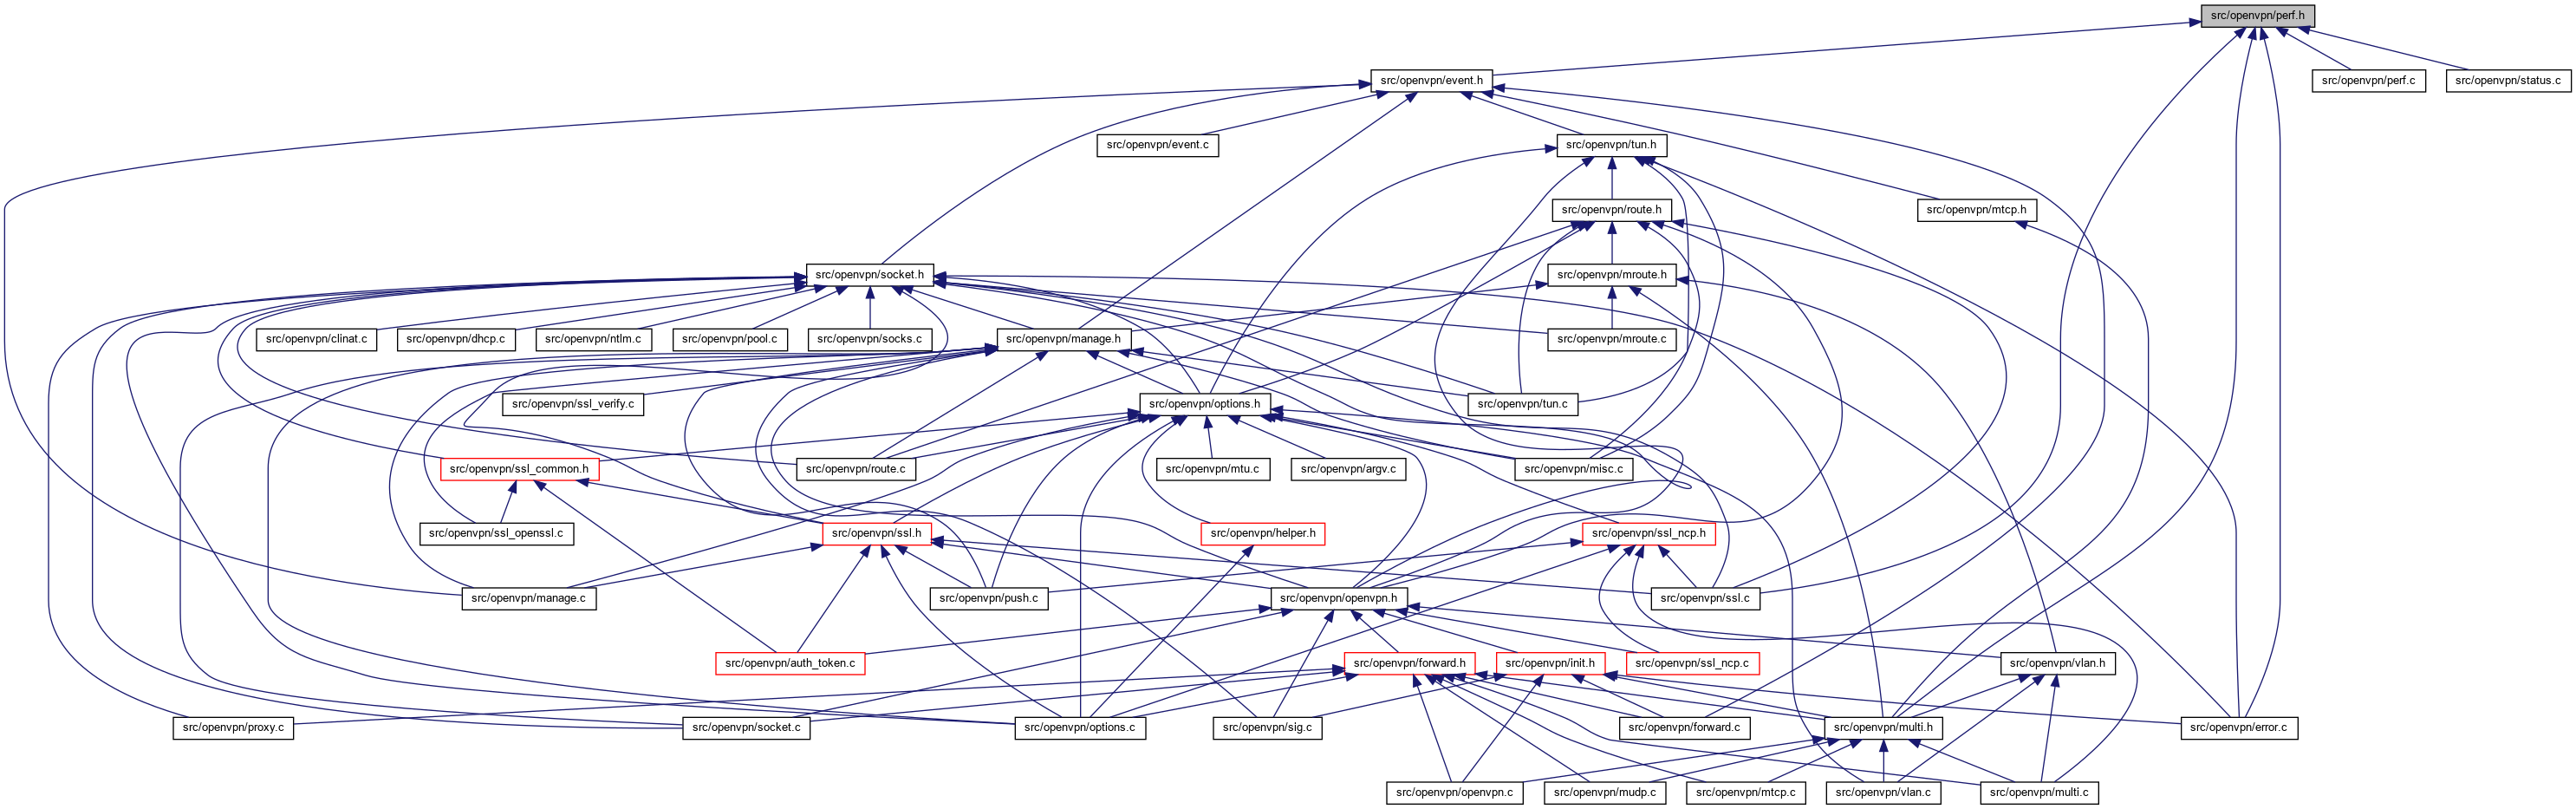 src/openvpn/perf.h
src/openvpn/event.h
src/openvpn/perf.c
src/openvpn/status.c
src/openvpn/event.c
src/openvpn/tun.h
src/openvpn/route.h
src/openvpn/mtcp.h
src/openvpn/socket.h
src/openvpn/mroute.h
src/openvpn/clinat.c
src/openvpn/dhcp.c
src/openvpn/ntlm.c
src/openvpn/pool.c
src/openvpn/socks.c
src/openvpn/manage.h
src/openvpn/mroute.c
src/openvpn/ssl_verify.c
src/openvpn/options.h
src/openvpn/tun.c
src/openvpn/ssl_common.h
src/openvpn/route.c
src/openvpn/mtu.c
src/openvpn/argv.c
src/openvpn/misc.c
src/openvpn/ssl_openssl.c
src/openvpn/ssl.h
src/openvpn/helper.h
src/openvpn/ssl_ncp.h
src/openvpn/manage.c
src/openvpn/push.c
src/openvpn/openvpn.h
src/openvpn/ssl.c
src/openvpn/auth_token.c
src/openvpn/forward.h
src/openvpn/init.h
src/openvpn/ssl_ncp.c
src/openvpn/vlan.h
src/openvpn/proxy.c
src/openvpn/socket.c
src/openvpn/options.c
src/openvpn/sig.c
src/openvpn/forward.c
src/openvpn/multi.h
src/openvpn/error.c
src/openvpn/openvpn.c
src/openvpn/mudp.c
src/openvpn/mtcp.c
src/openvpn/vlan.c
src/openvpn/multi.c